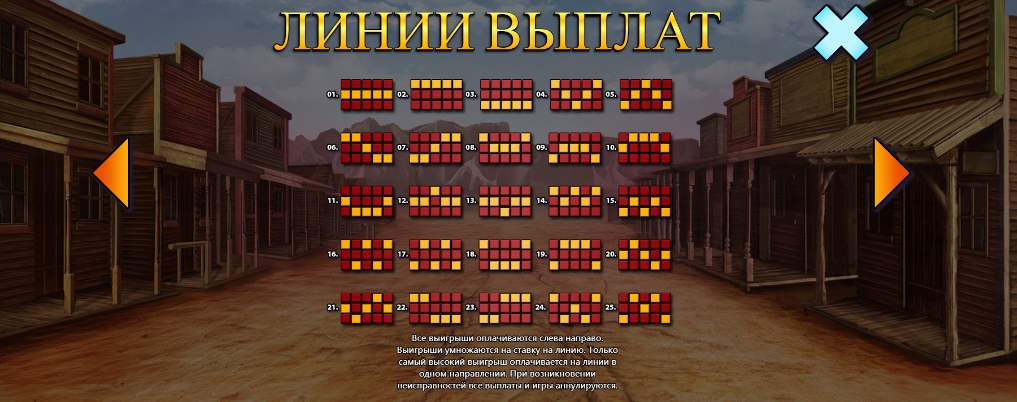 ЛИНИИ ВЫПЛАТ
01. 02. 03. 04. 05.
06. 07. 08. 09. 10.
11. 12. 13. 14. 15.
16. 17. 18. 19. 20.
21. 22. 23. 24. 25.
Все выигрыши оплачиваются слева направо.
Выигрыши умножаются на ставку на линию. Только
самый высокий выигрыш оплачивается на линии в
одном направлении. При возникновении
неисправностей все выплаты и игры аннулируются.